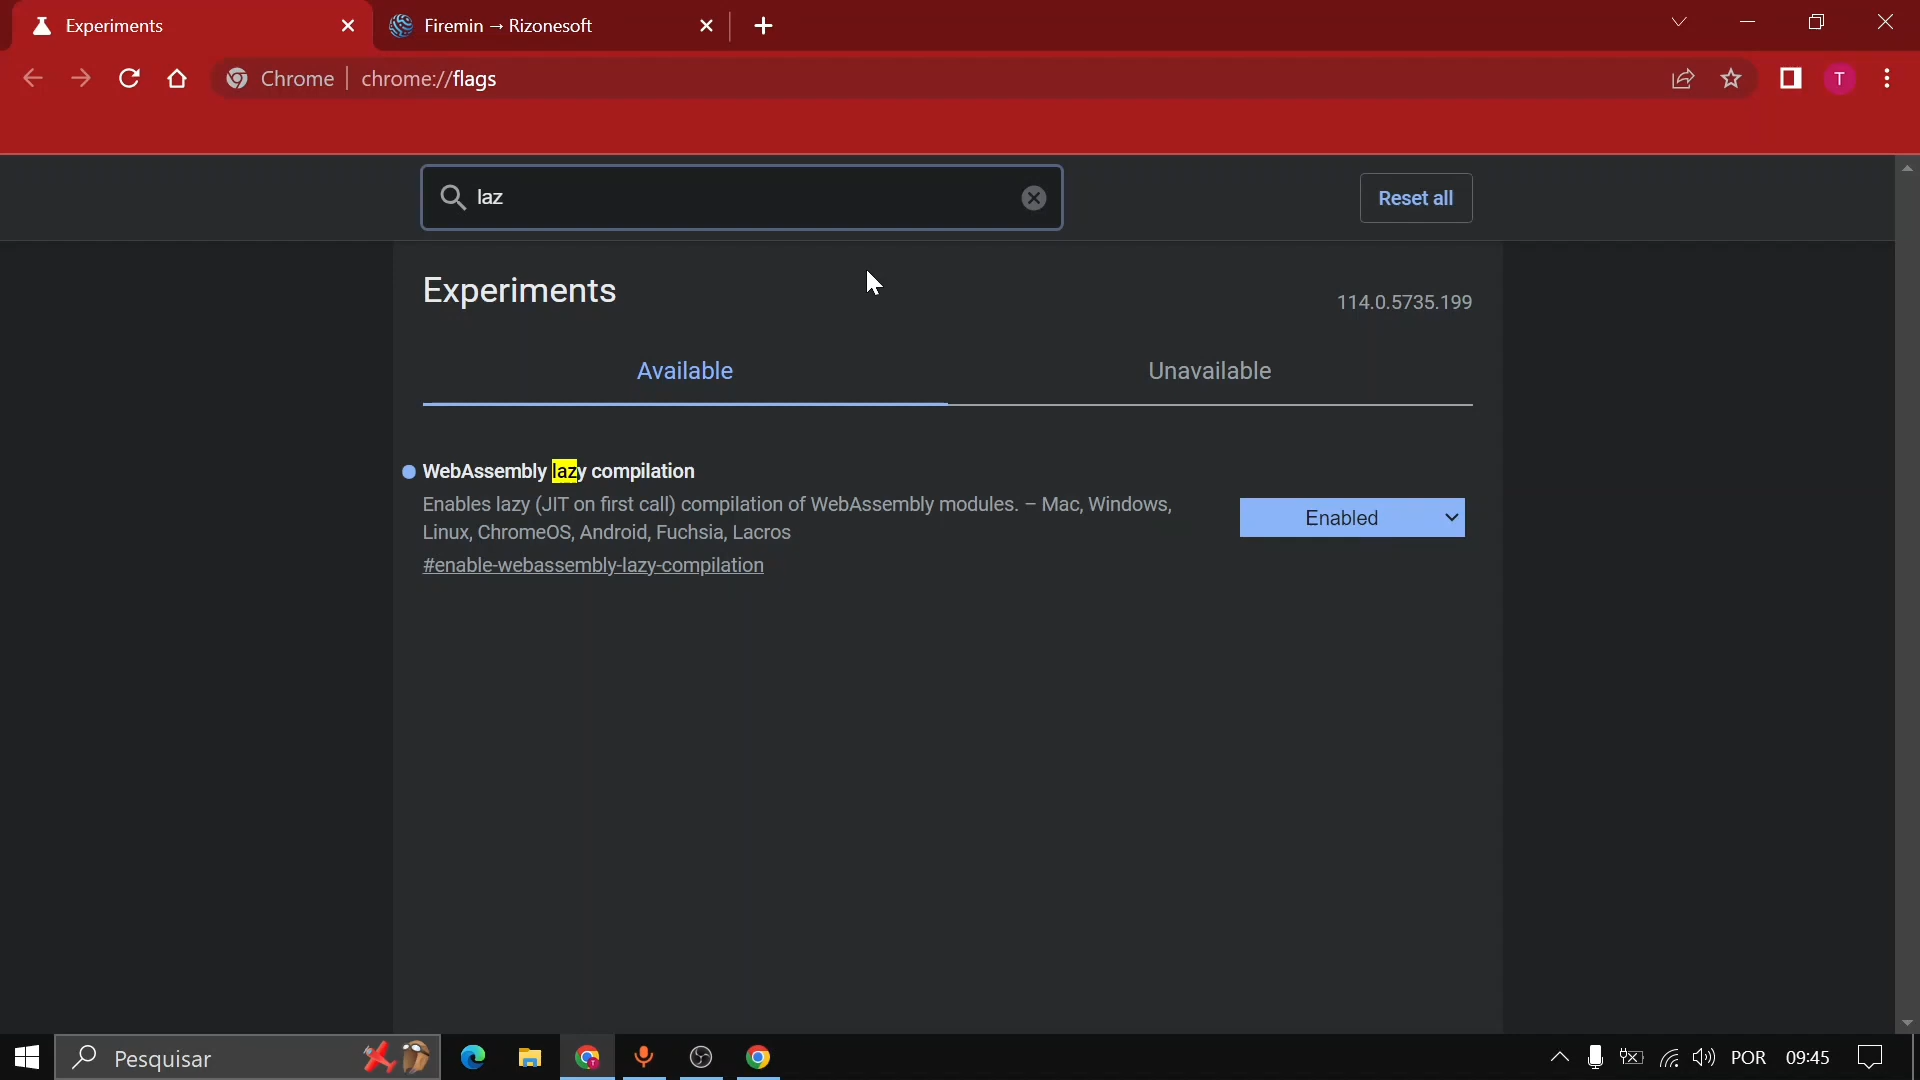 Experiments
Firemin → Rizonesoft
Chrome
chrome://flags
T
laz
Reset all
Experiments
114.0.5735.199
Available
Unavailable
WebAssembly lazy compilation
Enables lazy (JIT on first call) compilation of WebAssembly modules. – Mac, Windows,
Linux, ChromeOS, Android, Fuchsia, Lacros
Enabled
#enable-webassembly-lazy-compilation
Pesquisar
POR
09:45